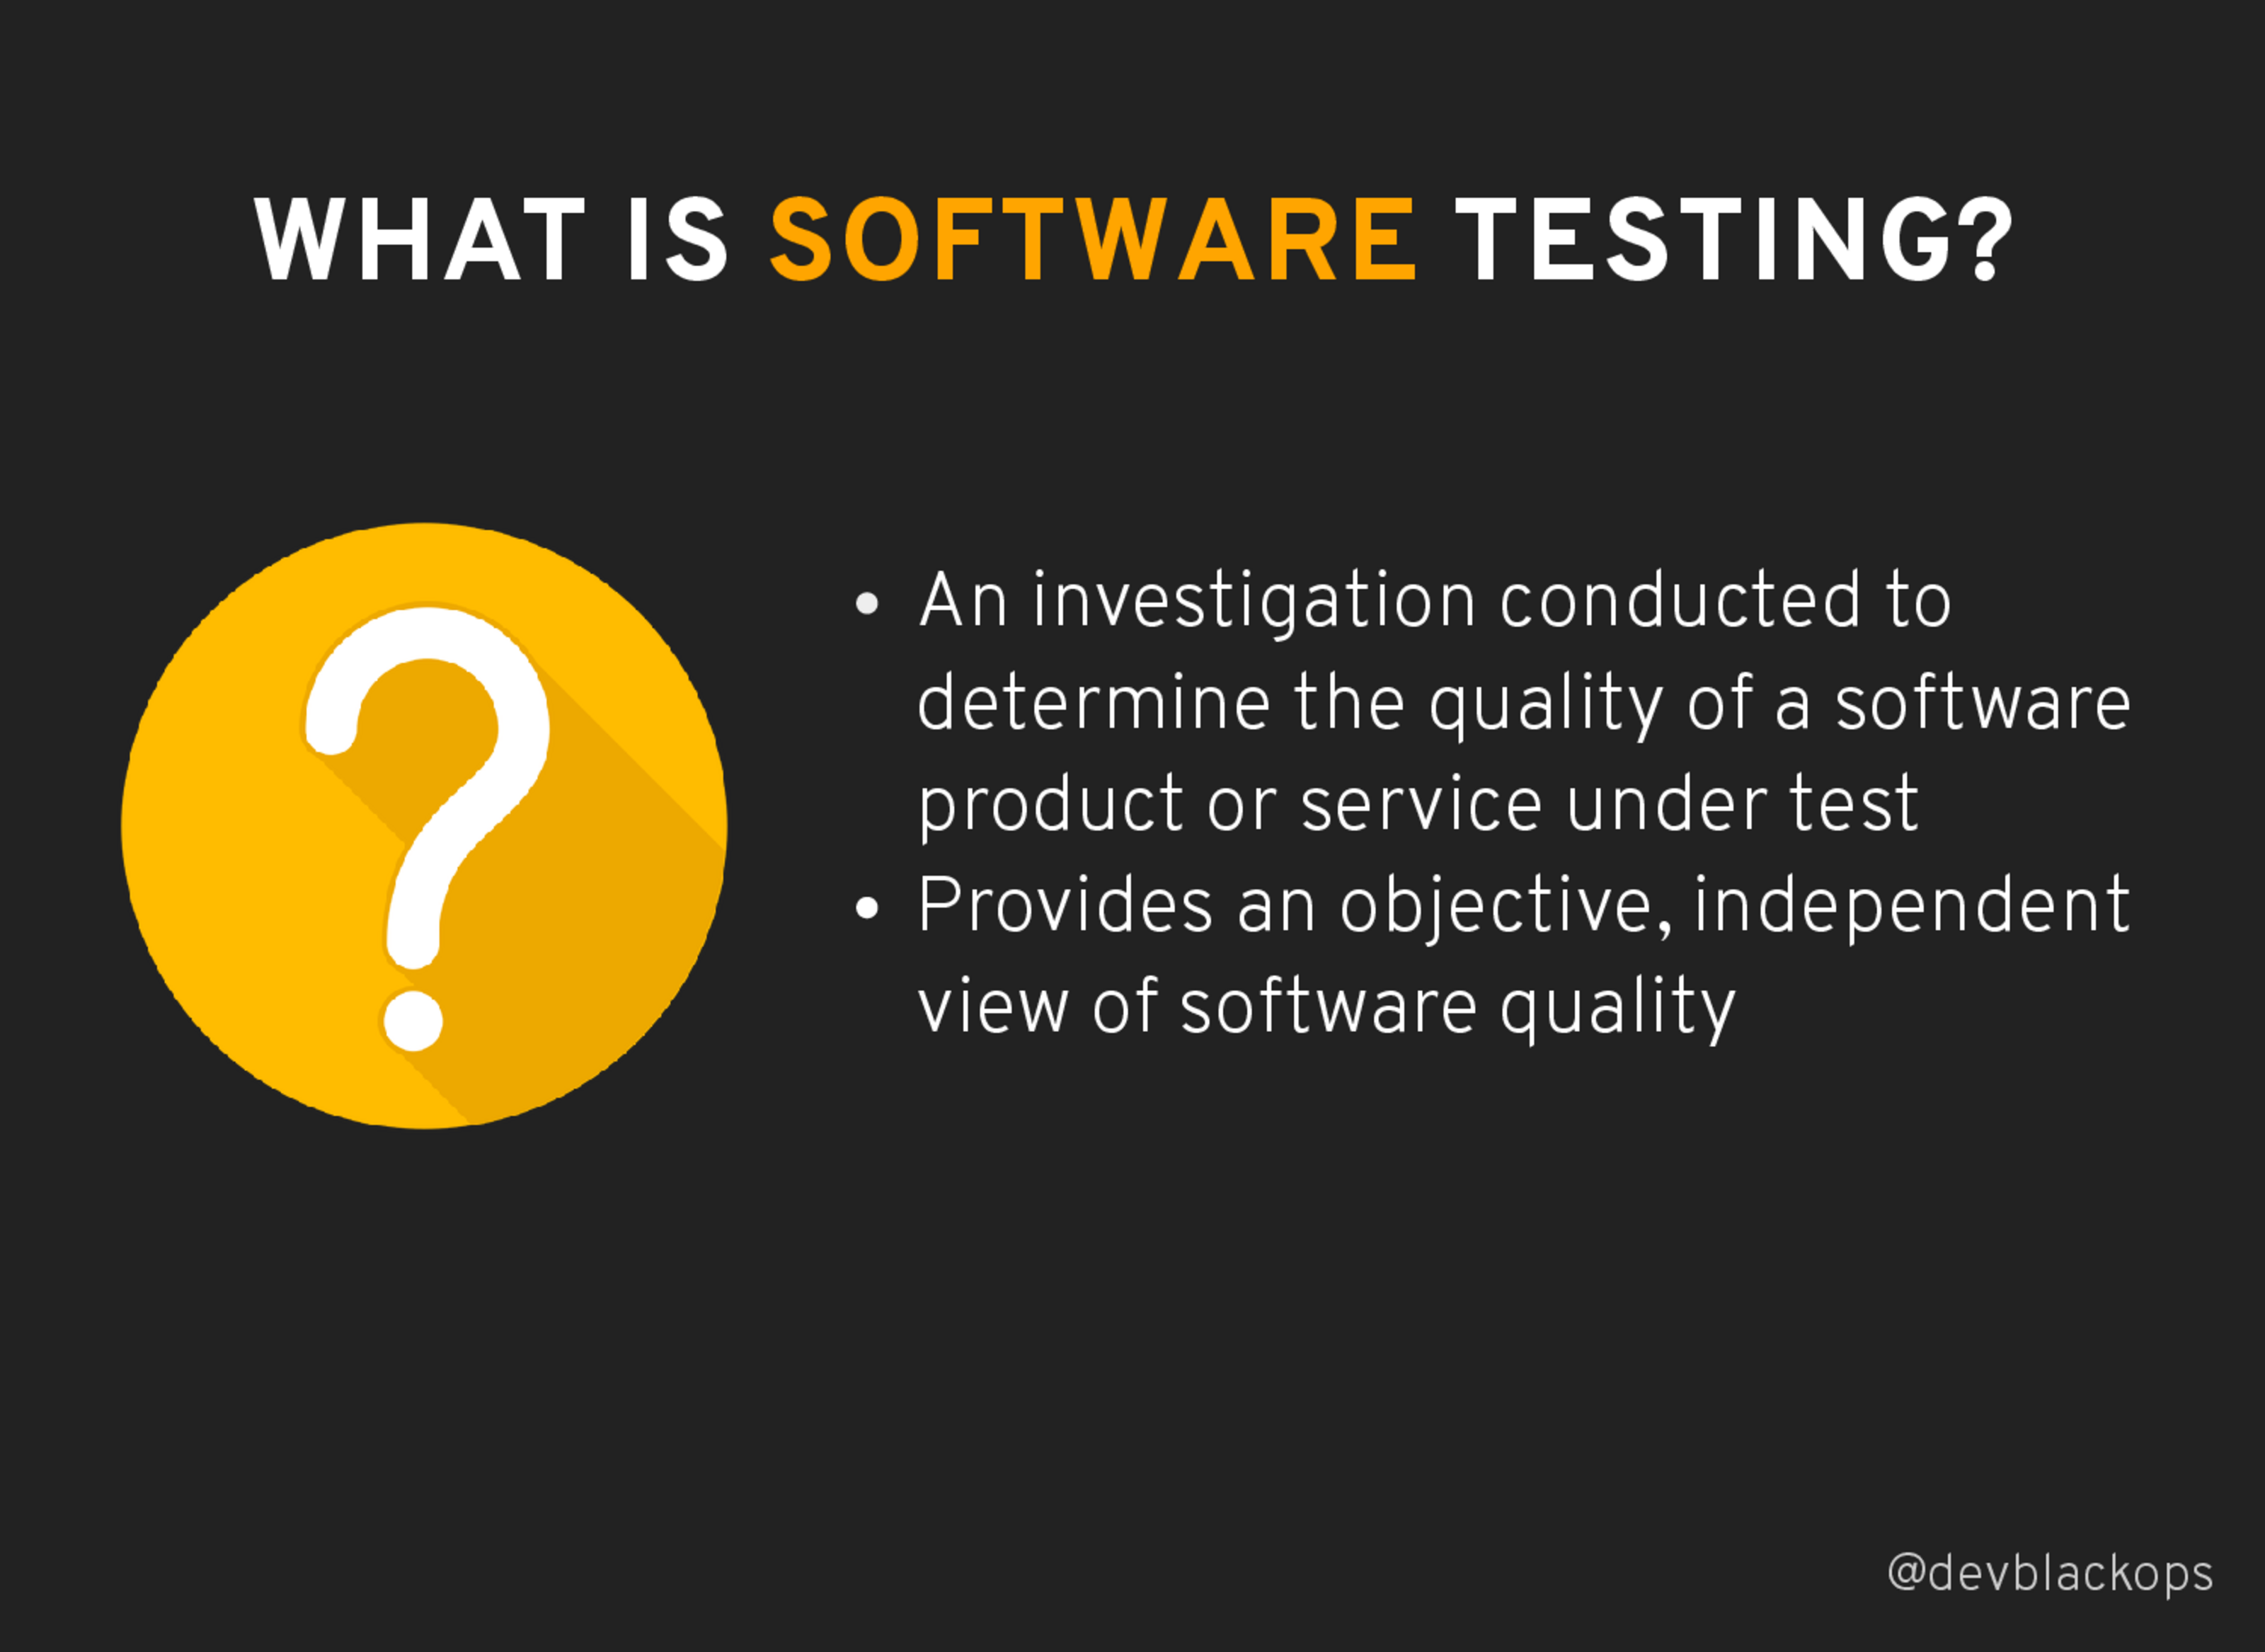 WHAT IS SOFTWARE TESTING?
• An investigation conducted to
determine the quality of a software
product or service under test
• Provides an objective, independent
view of software quality
@devblackops